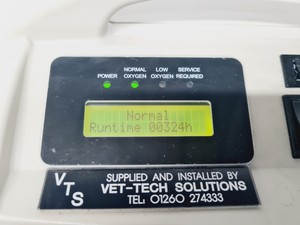 POWER
NORMAL OXYGEN
LOW OXYGEN
SERVICE REQUIRED
Normal
Runtime 00324h
VTS
SUPPLIED AND INSTALLED BY
VET-TECH SOLUTIONS
TEL: 01260 274333